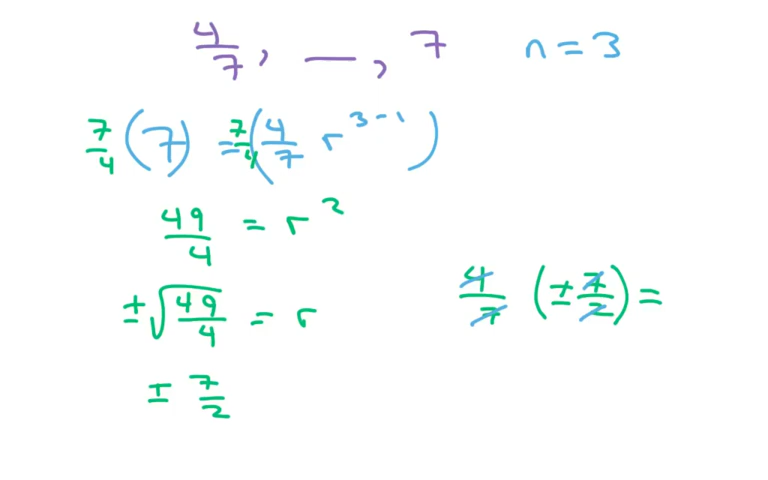 4/7, ___, 7 n = 3
7/4 (7) = 7/4 (4/7 r^(3-1))
49/4 = r^2
±√(49/4) = r
4/7 (± 7/2) =
± 7/2